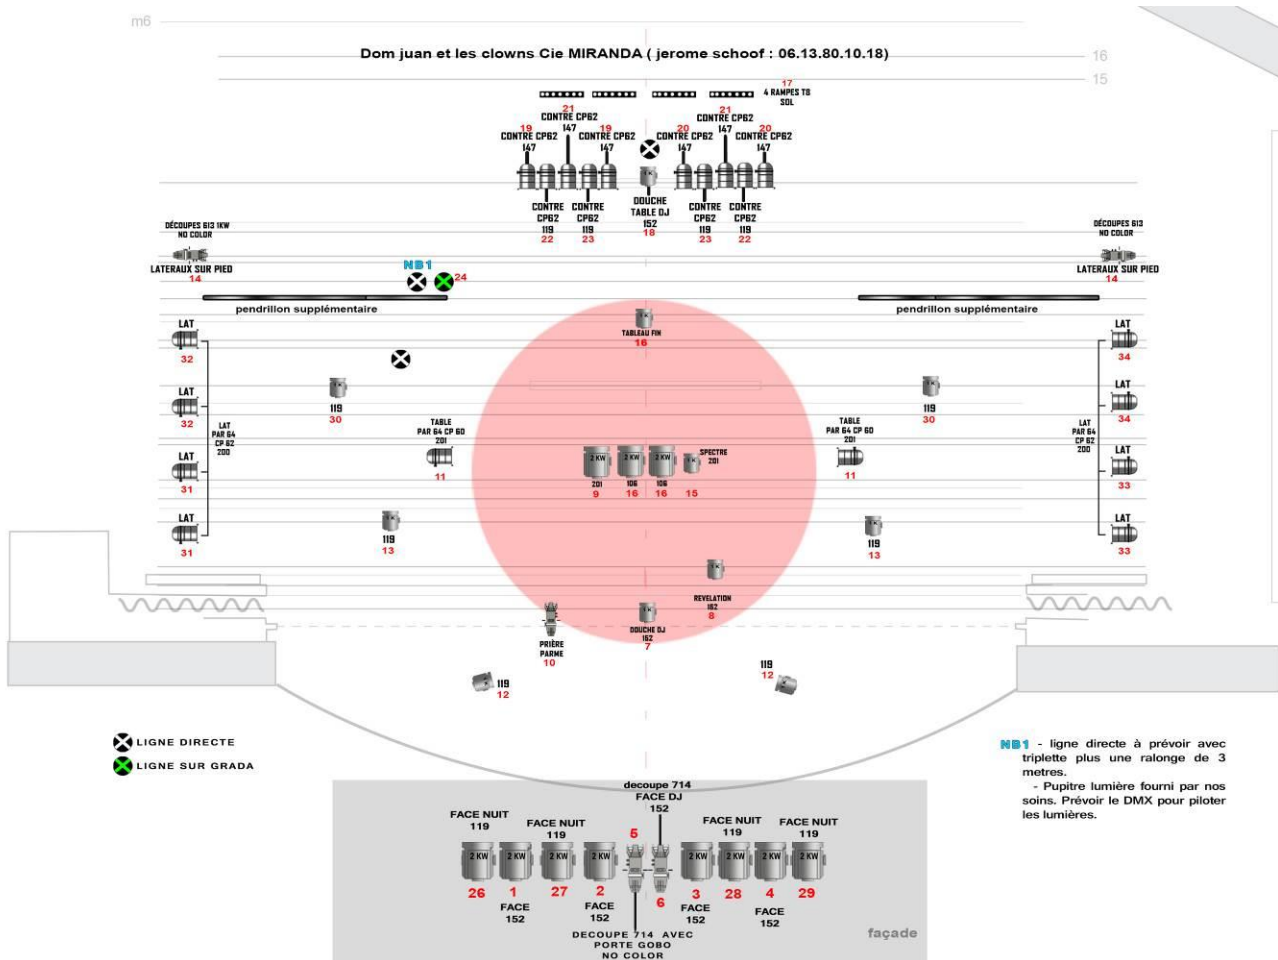 m6
Dom juan et les clowns Cie MIRANDA ( jerome schoof : 06.13.80.10.18)
16
15
17
4 RAMPES T8
SOL
21
CONTRE CP62
147
21
CONTRE CP62
147
19
CONTRE CP62
147
19
CONTRE CP62
147
20
CONTRE CP62
147
20
CONTRE CP62
147
1 K
CONTRE
CP62
119
22
CONTRE
CP62
119
23
DOUCHE
TABLE DJ
152
18
CONTRE
CP62
119
23
CONTRE
CP62
119
22
DÉCOUPES 613 1KW
NO COLOR
LATERAUX SUR PIED
14
DÉCOUPES 613
NO COLOR
LATERAUX SUR PIED
14
NB1
24
pendrillon supplémentaire
pendrillon supplémentaire
LAT
32
1 K
TABLEAU FIN
16
LAT
34
1 K
119
30
1 K
119
30
LAT
32
LAT
34
LAT
PAR 64
CP 62
200
TABLE
PAR 64 CP 60
201
11
TABLE
PAR 64 CP 60
201
11
LAT
PAR 64
CP 62
200
2 KW
201
9
2 KW
106
16
2 KW
106
16
1 K
SPECTRE
201
15
LAT
31
LAT
33
LAT
31
1 K
119
13
1 K
119
13
LAT
33
1 K
REVELATION
162
8
1 K
DOUCHE DJ
152
7
PRIÈRE
PARME
10
119
12
119
12
LIGNE DIRECTE
LIGNE SUR GRADA
NB1 - ligne directe à prévoir avec
triplette plus une ralonge de 3
metres.
- Pupitre lumière fourni par nos
soins. Prévoir le DMX pour piloter
les lumières.
decoupe 714
FACE DJ
152
FACE NUIT
119
FACE NUIT
119
5
FACE NUIT
119
FACE NUIT
119
2 KW
2 KW
2 KW
2 KW
2 KW
2 KW
2 KW
2 KW
26
1
27
2
6
3
28
4
29
FACE
152
FACE
152
FACE
152
FACE
152
DECOUPE 714 AVEC
PORTE GOBO
NO COLOR
façade